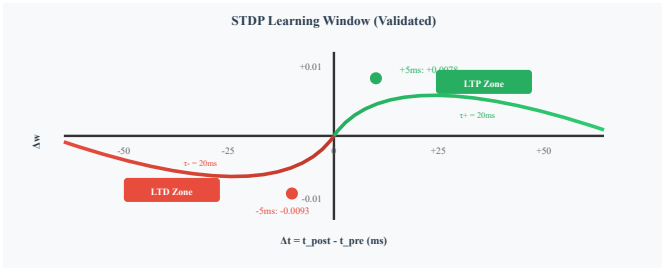 STDP Learning Window (Validated)
+0.01
+5ms: +0.0078
LTP Zone
τ+ = 20ms
Δw
-50
-25
0
+25
+50
τ- = 20ms
LTD Zone
-0.01
-5ms: -0.0093
Δt = t_post - t_pre (ms)